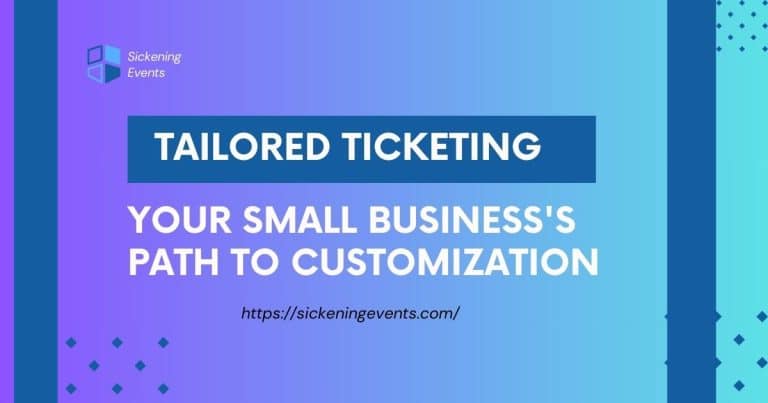 Sickening
Events
TAILORED TICKETING
YOUR SMALL BUSINESS'S
PATH TO CUSTOMIZATION
https://sickeningevents.com/